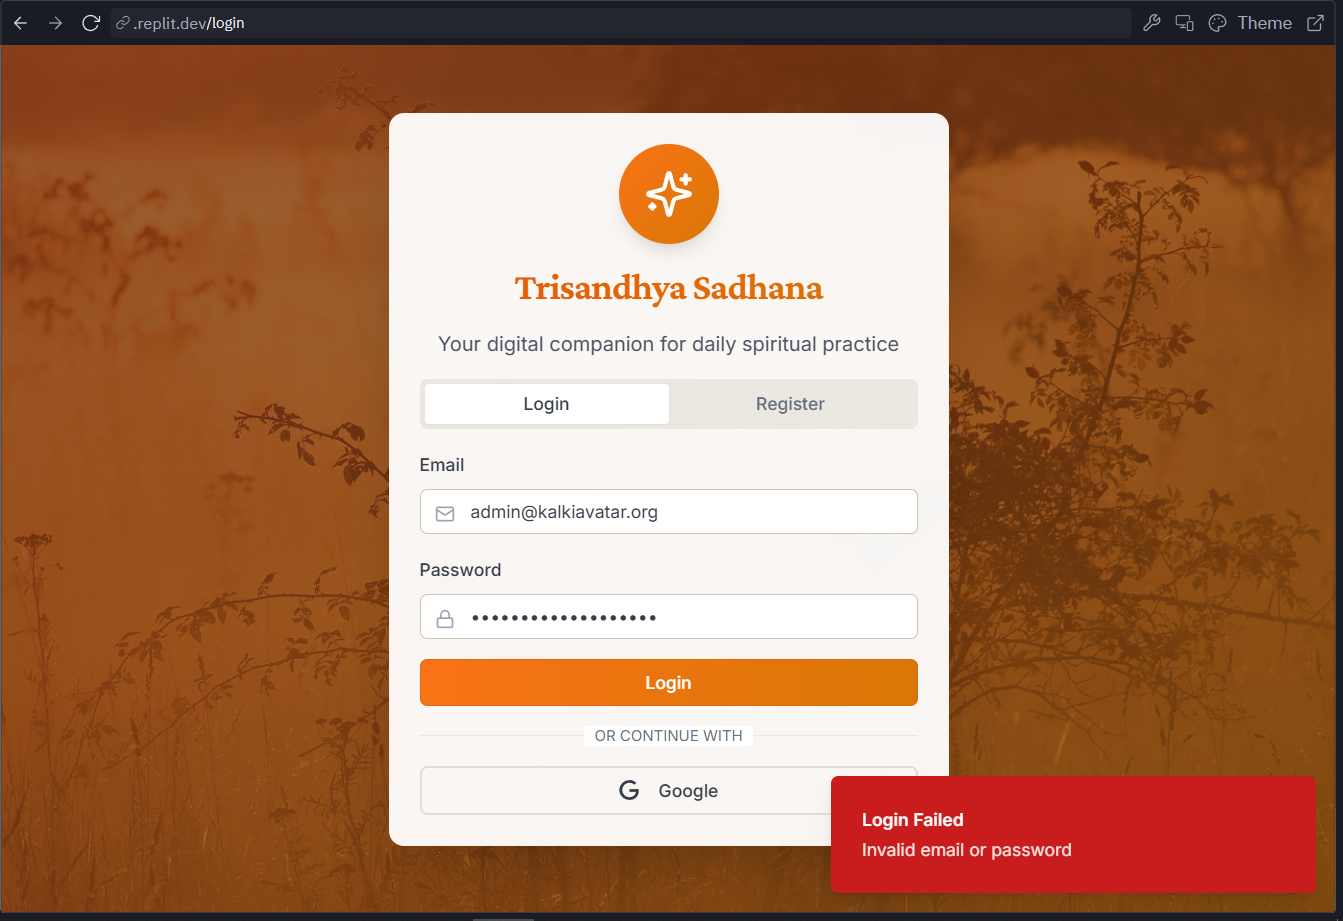 .replit.dev/login
Theme
Trisandhya Sadhana
Your digital companion for daily spiritual practice
Login Register
Email
admin@kalkiavatar.org
Password
•••••••••••••••••••
Login
OR CONTINUE WITH
Google
Login Failed
Invalid email or password